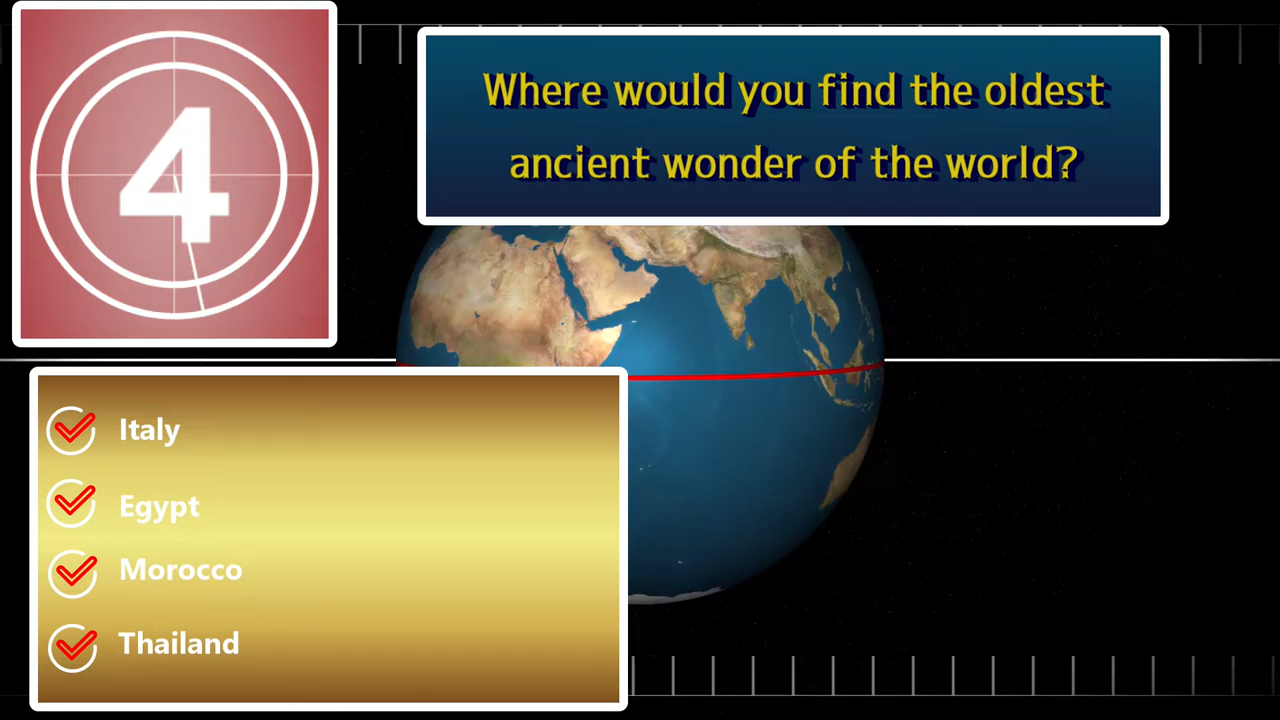 4
Where would you find the oldest
ancient wonder of the world?
Italy
Egypt
Morocco
Thailand